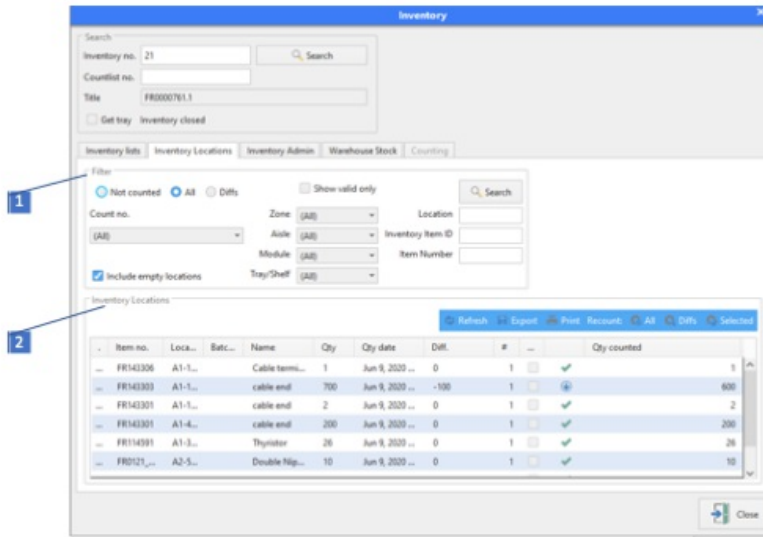 Inventory
Search
Inventory no. 21 Search
Countlist no.
Title FR0000761.1
Get tray Inventory closed
Inventory lists Inventory Locations Inventory Admin Warehouse Stock Counting
1
Filter
Not counted All Diffs Show valid only Search
Count no. Zone (All) Location
(All) Aisle (All) Inventory Item ID
Module (All) Item Number
Include empty locations Tray/Shelf (All)
2
Inventory Locations
Refresh Export Print Recount: All Diffs Selected
. Item no. Loca... Batc... Name Qty Qty date Diff. # ... Qty counted
... FR143306 A1-1... Cable termi... 1 Jun 9, 2020 ... 0 1 1
... FR143303 A1-1... cable end 700 Jun 9, 2020 ... -100 1 600
... FR143301 A1-1... cable end 2 Jun 9, 2020 ... 0 1 2
... FR143301 A1-4... cable end 200 Jun 9, 2020 ... 0 1 200
... FR114391 A1-3... Thyristor 26 Jun 9, 2020 ... 0 1 26
... FR0121_... A2-5... Double Nip... 10 Jun 9, 2020 ... 0 1 10
Close